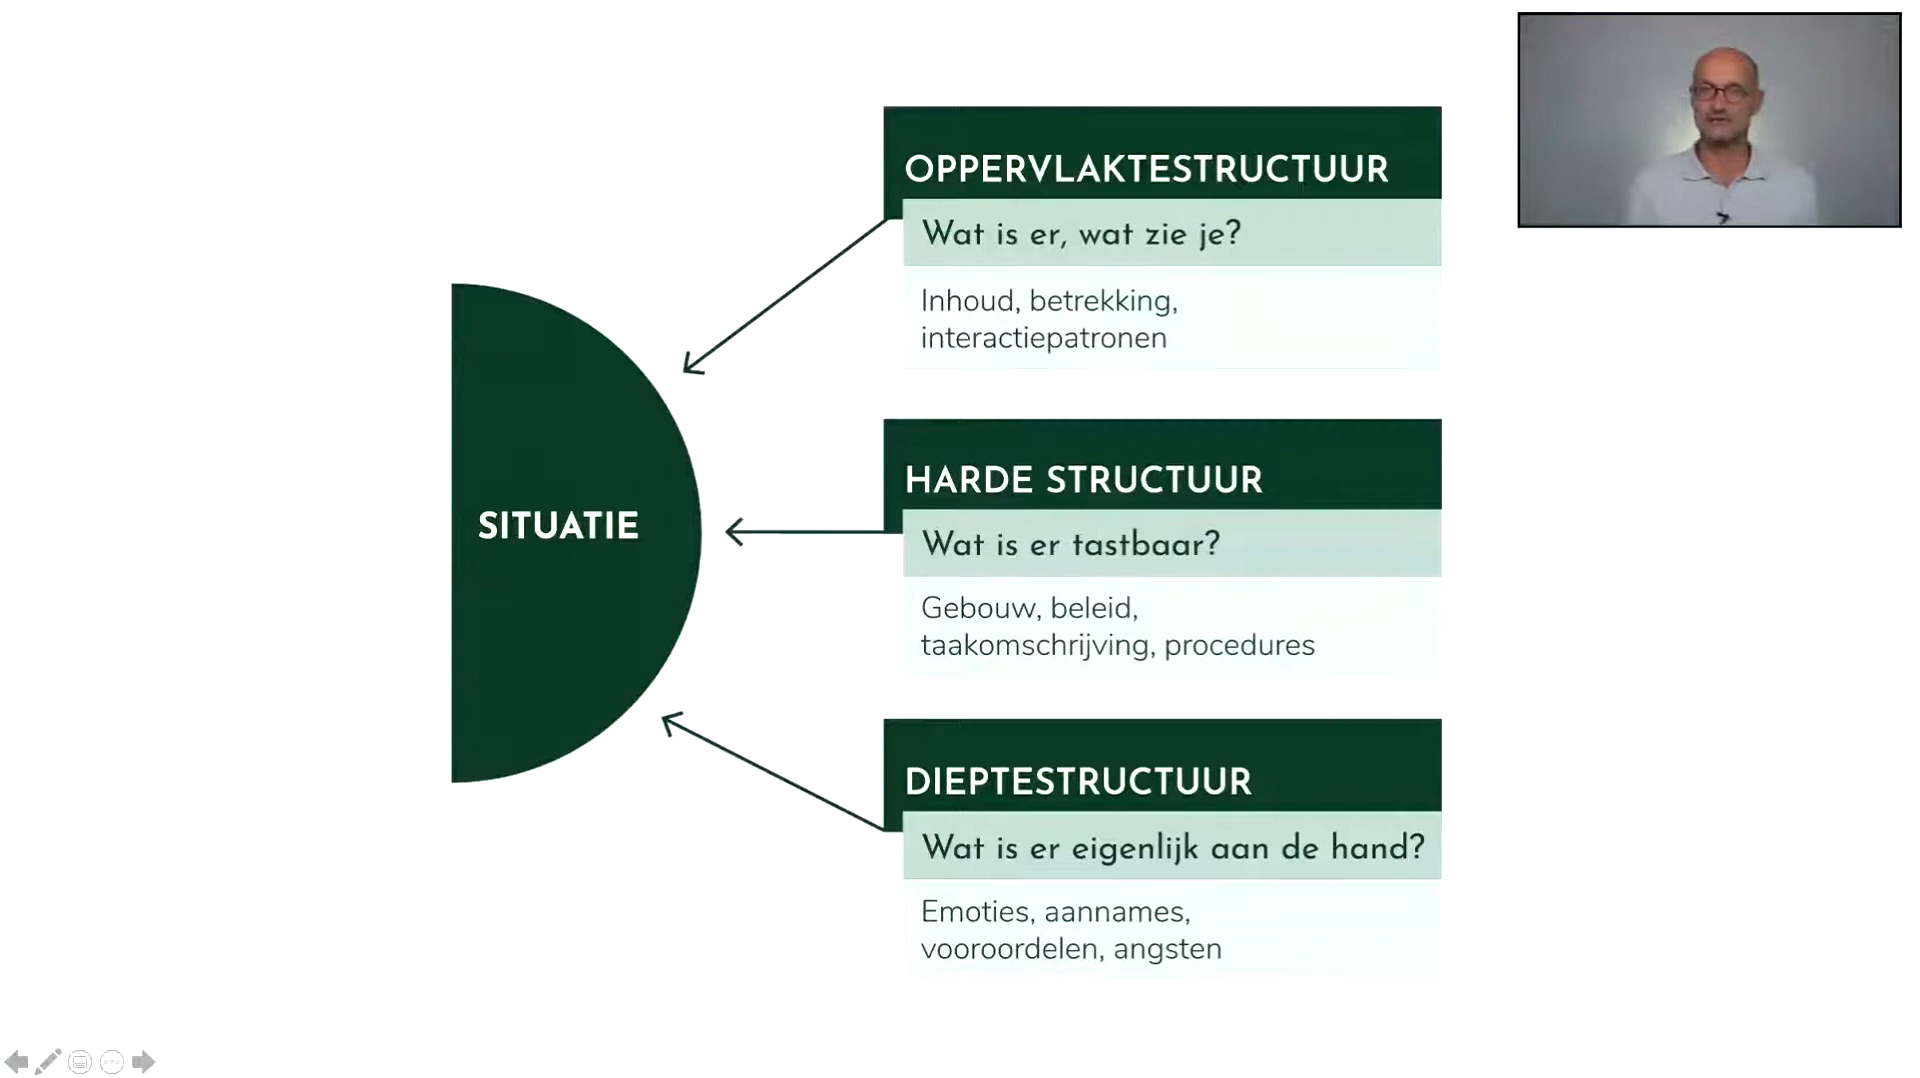 SITUATIE
OPPERVLAKTESTRUCTUUR
Wat is er, wat zie je?
Inhoud, betrekking,
interactiepatronen
HARDE STRUCTUUR
Wat is er tastbaar?
Gebouw, beleid,
taakomschrijving, procedures
DIEPTESTRUCTUUR
Wat is er eigenlijk aan de hand?
Emoties, aannames,
vooroordelen, angsten